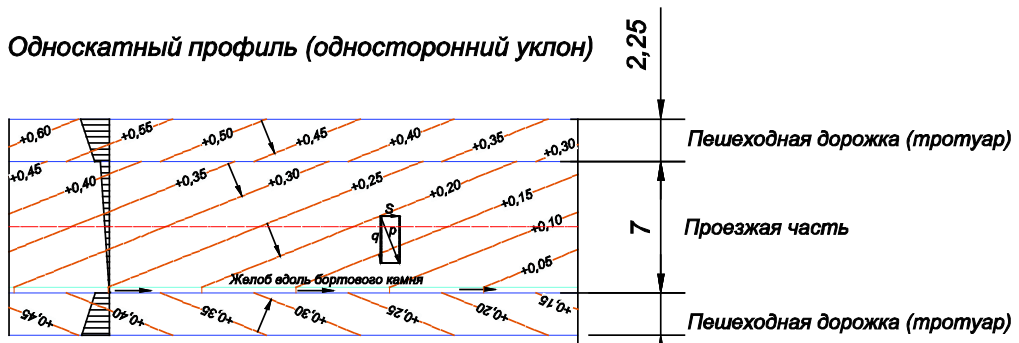 2,25
Односкатный профиль (односторонний уклон)
+0,60 +0,55 +0,50 +0,45 +0,40 +0,35 +0,30
Пешеходная дорожка (тротуар)
+0,45 +0,40 +0,35 +0,30 +0,25 +0,20 +0,15 +0,10 +0,05
S
q p
7
Проезжая часть
Желоб вдоль бортового камня
+0,45 +0,40 +0,35 +0,30 +0,25 +0,20 +0,15
Пешеходная дорожка (тротуар)